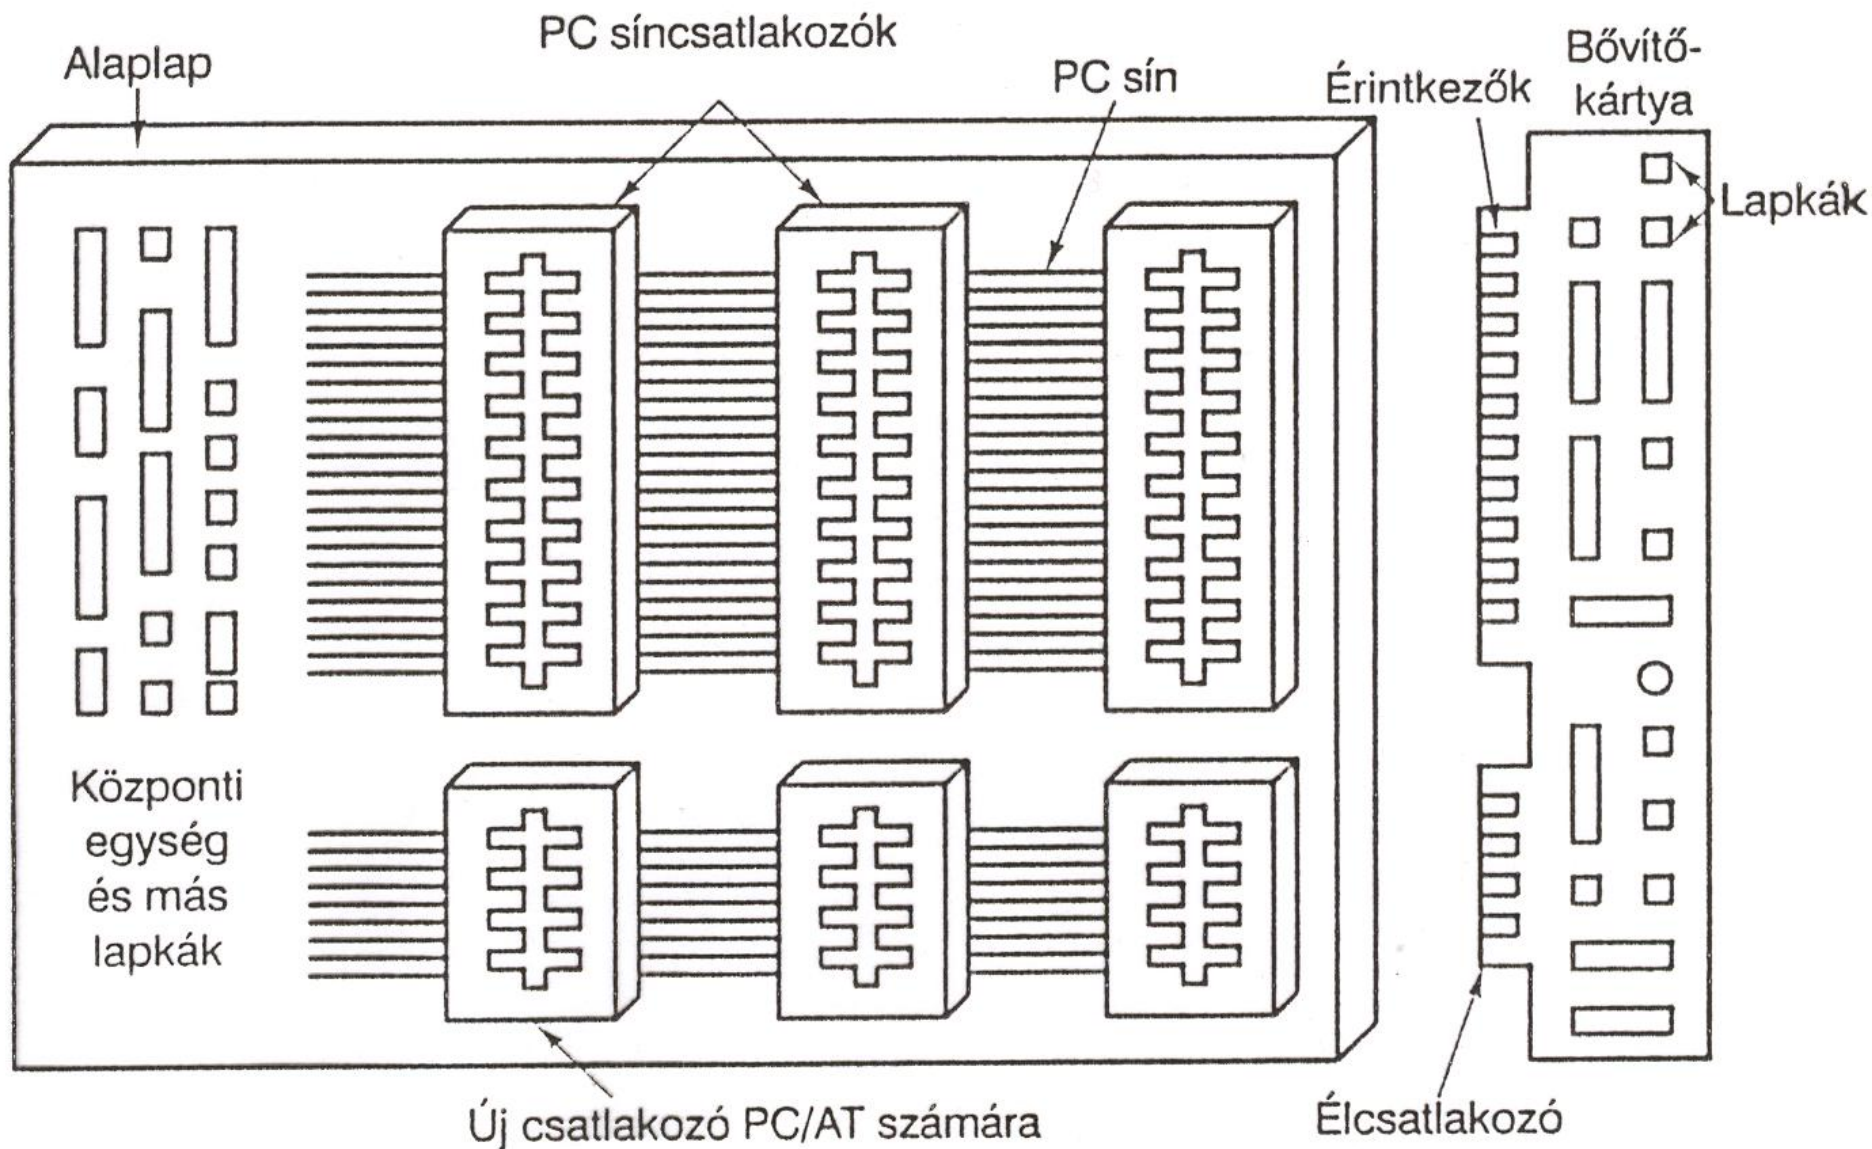 PC síncsatlakozók
Alaplap
PC sín
Érintkezők
Bővítő-
kártya
Lapkák
Központi
egység
és más
lapkák
Új csatlakozó PC/AT számára
Élcsatlakozó